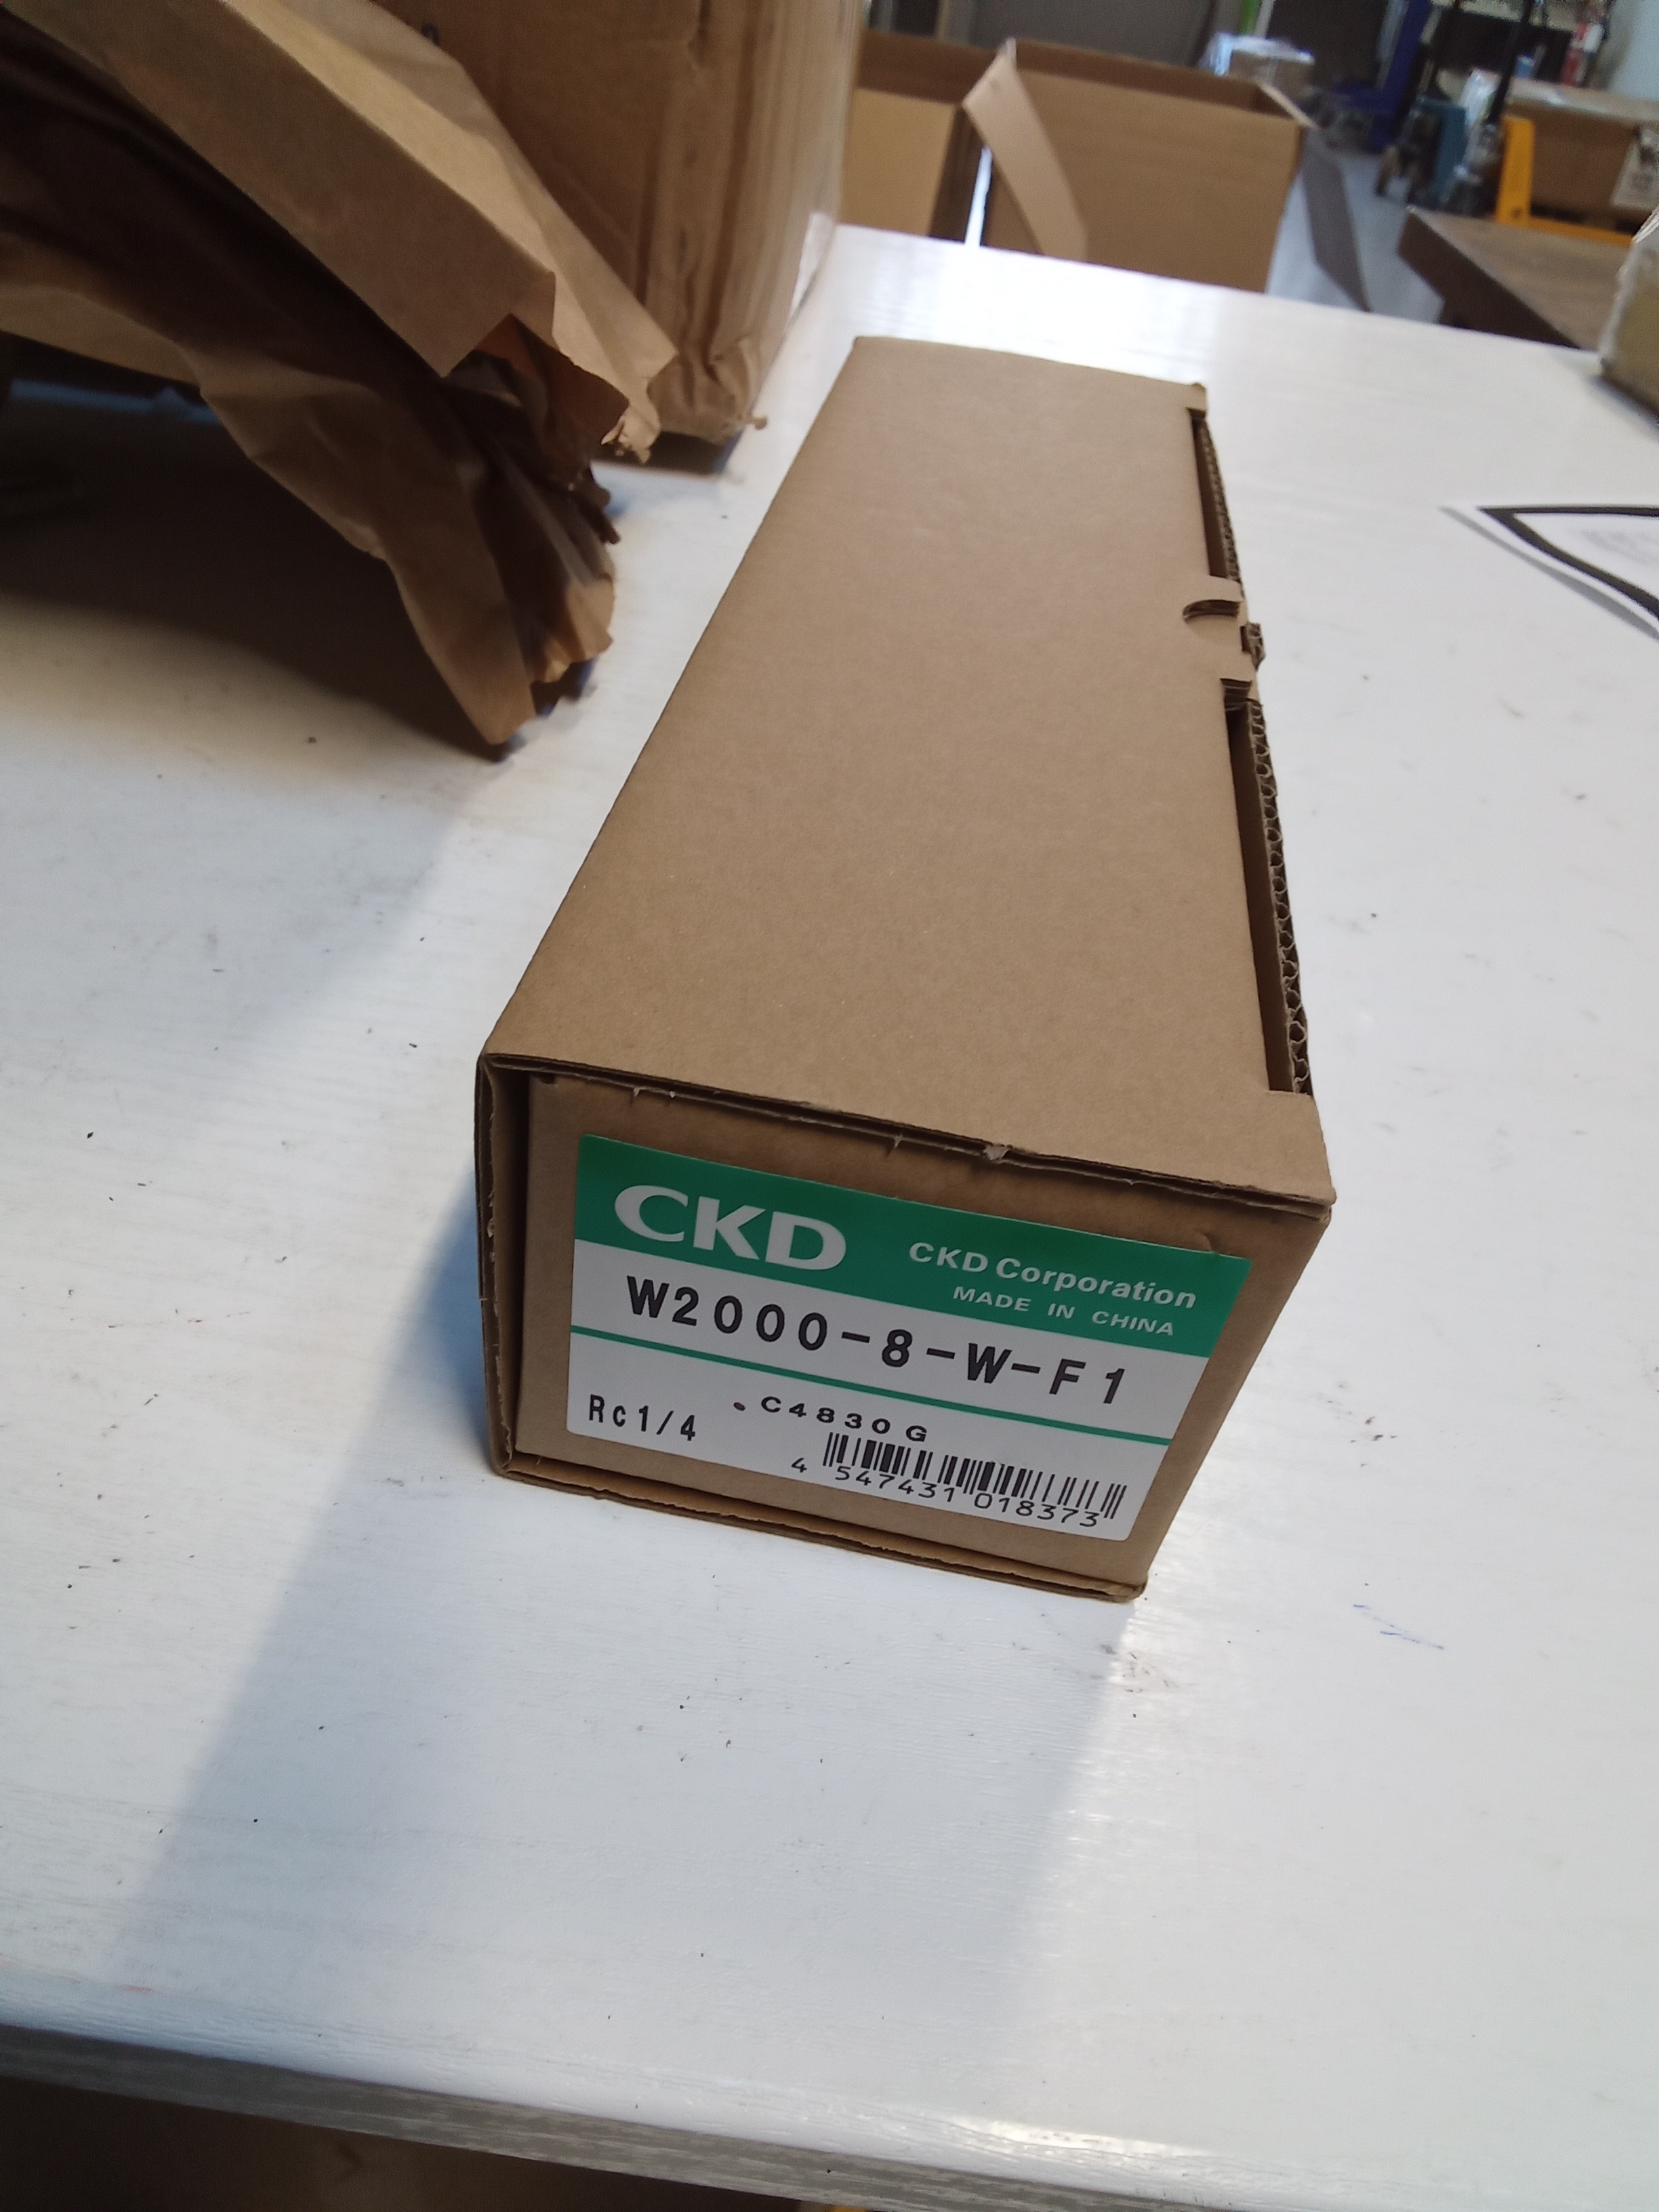 CKD
CKD Corporation
MADE IN CHINA
W2000-8-W-F1
Rc1/4
C4830G
4 547431 018373